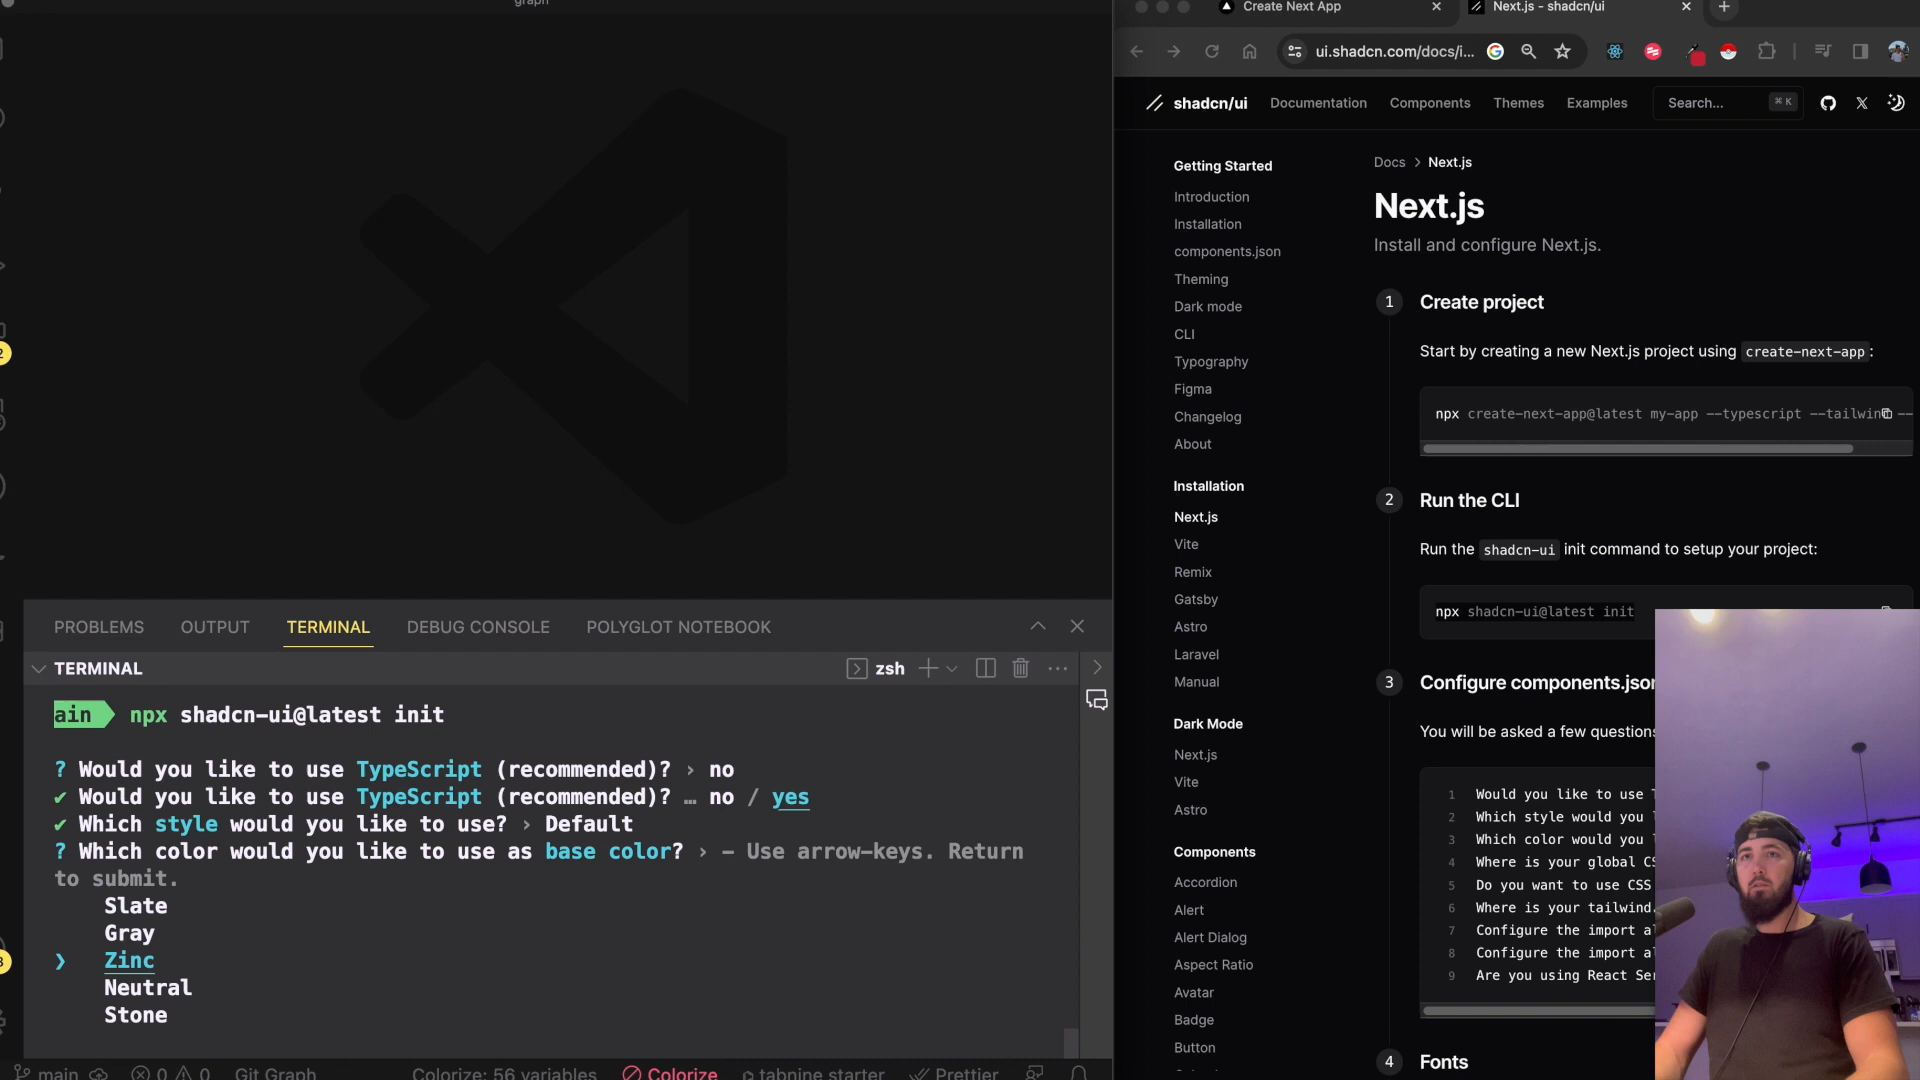 graph
PROBLEMS OUTPUT TERMINAL DEBUG CONSOLE POLYGLOT NOTEBOOK
TERMINAL
zsh
ain npx shadcn-ui@latest init
? Would you like to use TypeScript (recommended)? › no
✔ Would you like to use TypeScript (recommended)? … no / yes
✔ Which style would you like to use? › Default
? Which color would you like to use as base color? › – Use arrow-keys. Return
to submit.
Slate
Gray
❯ Zinc
Neutral
Stone
main 0 0 Git Graph Colorize: 56 variables Colorize tabnine starter Prettier
Create Next App
Next.js - shadcn/ui
ui.shadcn.com/docs/i...
shadcn/ui Documentation Components Themes Examples Search... ⌘ K
Getting Started
Introduction
Installation
components.json
Theming
Dark mode
CLI
Typography
Figma
Changelog
About
Installation
Next.js
Vite
Remix
Gatsby
Astro
Laravel
Manual
Dark Mode
Next.js
Vite
Astro
Components
Accordion
Alert
Alert Dialog
Aspect Ratio
Avatar
Badge
Button
Docs > Next.js
Next.js
Install and configure Next.js.
1 Create project
Start by creating a new Next.js project using create-next-app:
npx create-next-app@latest my-app --typescript --tailwin --
2 Run the CLI
Run the shadcn-ui init command to setup your project:
npx shadcn-ui@latest init
3 Configure components.jso
You will be asked a few questions
1 Would you like to use
2 Which style would you
3 Which color would you
4 Where is your global CS
5 Do you want to use CSS
6 Where is your tailwind.
7 Configure the import a
8 Configure the import a
9 Are you using React Ser
4 Fonts